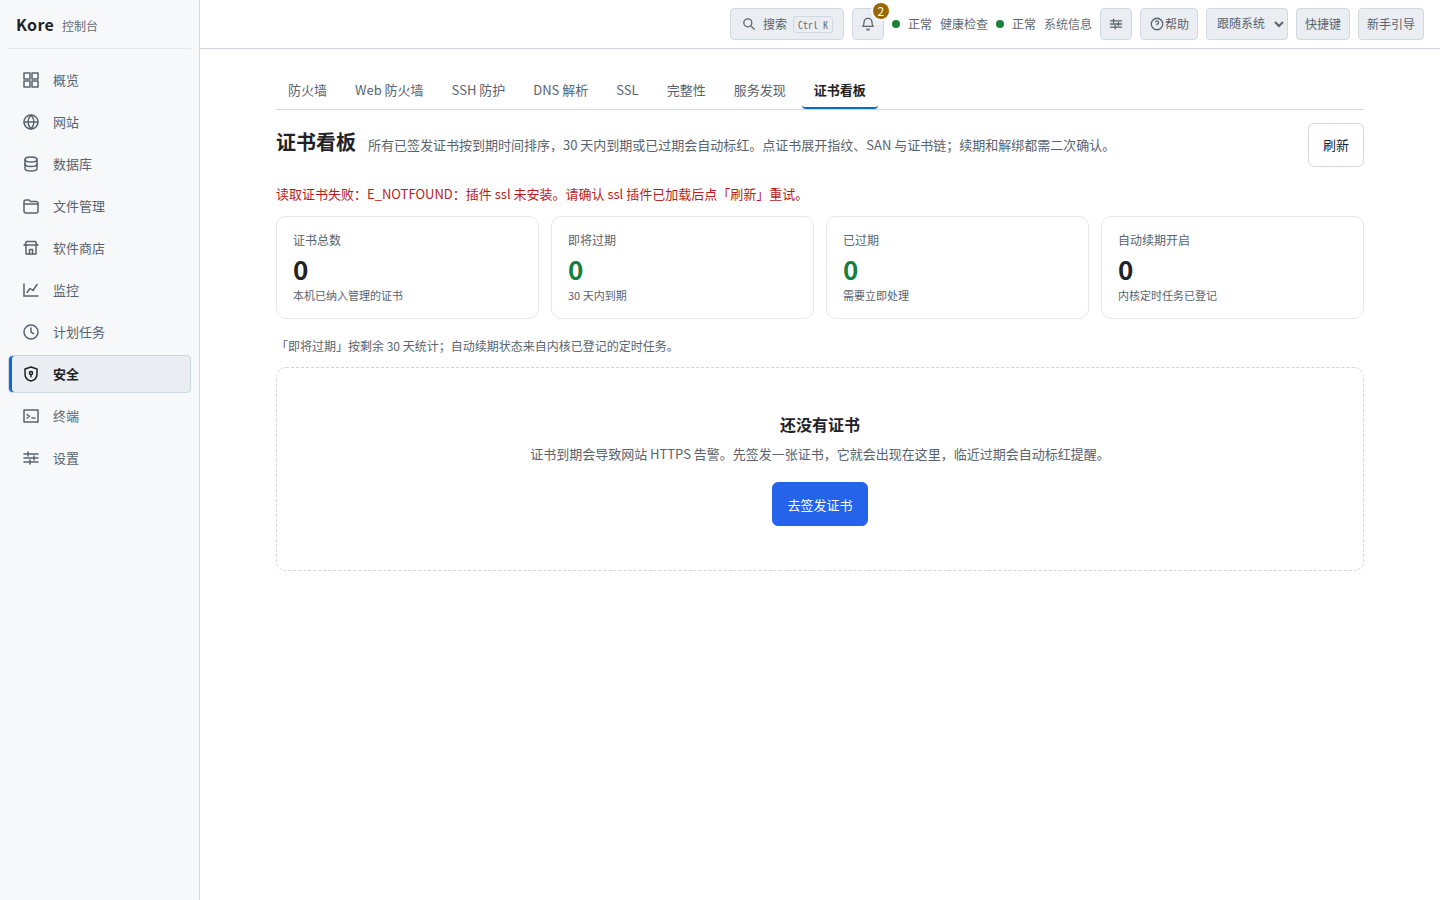 Kore 控制台
搜索 Ctrl K
2
正常 健康检查
正常 系统信息
帮助
跟随系统
快捷键
新手引导
概览
网站
数据库
文件管理
软件商店
监控
计划任务
安全
终端
设置
防火墙 Web 防火墙 SSH 防护 DNS 解析 SSL 完整性 服务发现 证书看板
证书看板 所有已签发证书按到期时间排序，30 天内到期或已过期会自动标红。点证书展开指纹、SAN 与证书链；续期和解绑都需二次确认。
刷新
读取证书失败：E_NOTFOUND：插件 ssl 未安装。请确认 ssl 插件已加载后点「刷新」重试。
证书总数
0
本机已纳入管理的证书
即将过期
0
30 天内到期
已过期
0
需要立即处理
自动续期开启
0
内核定时任务已登记
「即将过期」按剩余 30 天统计；自动续期状态来自内核已登记的定时任务。
还没有证书
证书到期会导致网站 HTTPS 告警。先签发一张证书，它就会出现在这里，临近过期会自动标红提醒。
去签发证书